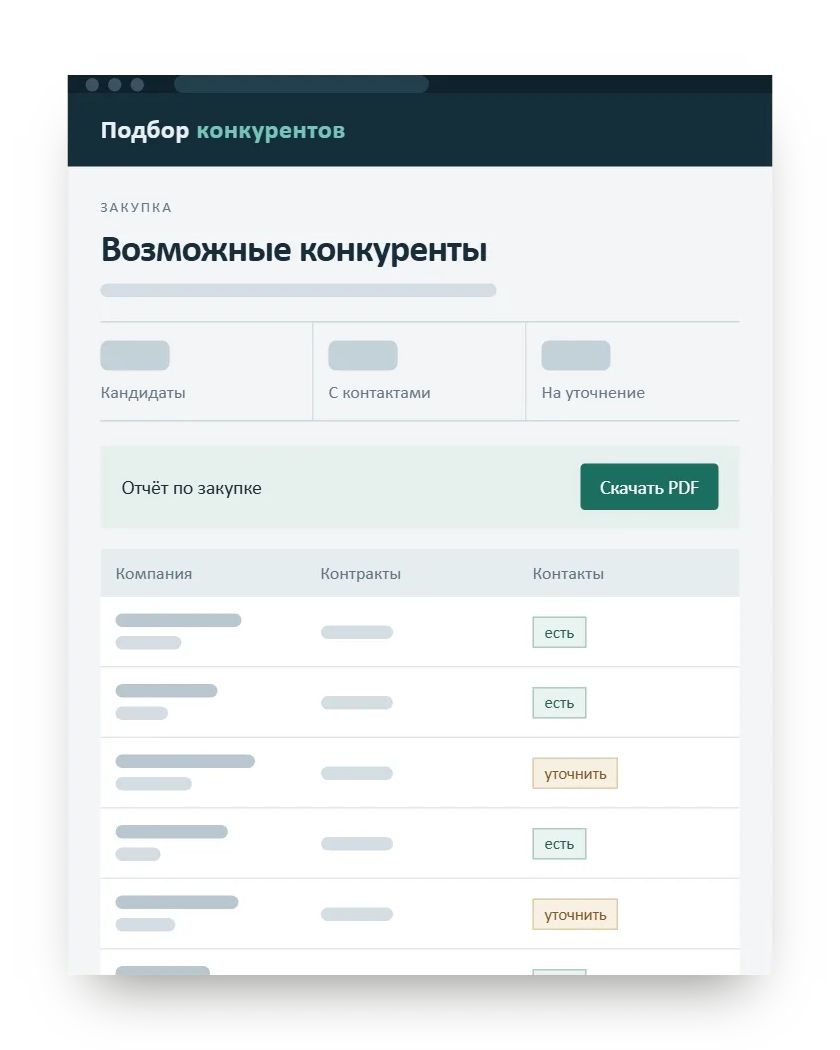 Подбор конкурентов
ЗАКУПКА
Возможные конкуренты
Кандидаты
С контактами
На уточнение
Отчёт по закупке
Скачать PDF
Компания Контракты Контакты
есть
есть
уточнить
есть
уточнить